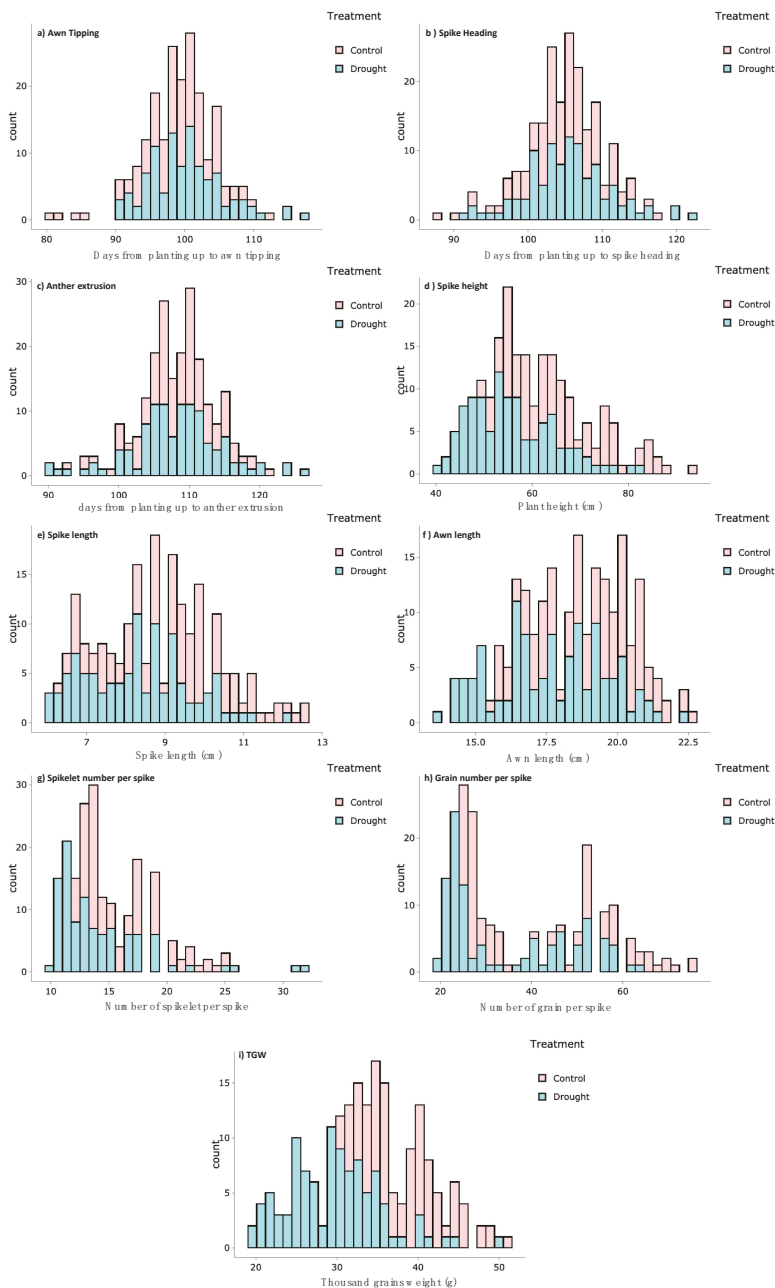 Treatment
a) Awn Tipping
Control
Drought
count
20
10
0
80
90
100
110
Days from planting up to awn tipping
Treatment
b ) Spike Heading
Control
Drought
count
20
10
0
90
100
110
120
Days from planting up to spike heading
Treatment
c) Anther extrusion
Control
Drought
count
30
20
10
0
90
100
110
120
days from planting up to anther extrusion
Treatment
d ) Spike height
Control
Drought
count
20
15
10
5
0
40
60
80
Plant height (cm)
Treatment
e) Spike length
Control
Drought
count
15
10
5
0
7
9
11
13
Spike length (cm)
Treatment
f ) Awn length
Control
Drought
count
15
10
5
0
15.0
17.5
20.0
22.5
Awn length (cm)
Treatment
g) Spikelet number per spike
Control
Drought
count
30
20
10
0
10
15
20
25
30
Number of spikelet per spike
Treatment
h) Grain number per spike
Control
Drought
count
20
10
0
20
40
60
Number of grain per spike
Treatment
i) TGW
Control
Drought
count
15
10
5
0
20
30
40
50
Thousand grains weight (g)